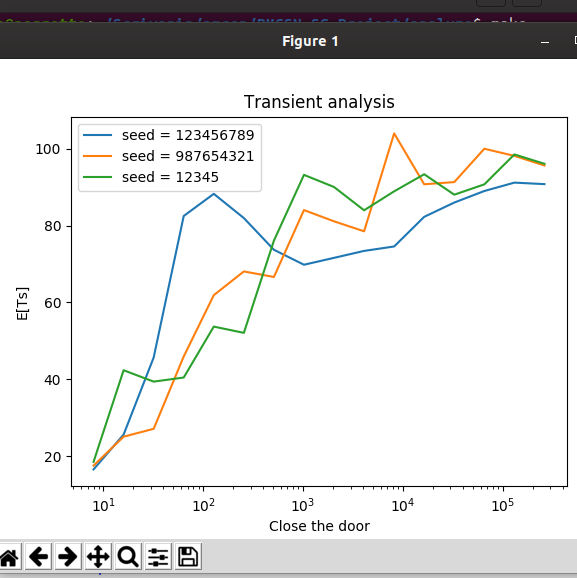 Figure 1
Transient analysis
seed = 123456789
seed = 987654321
seed = 12345
100
80
60
40
20
E[Ts]
10¹ 10² 10³ 10⁴ 10⁵
Close the door